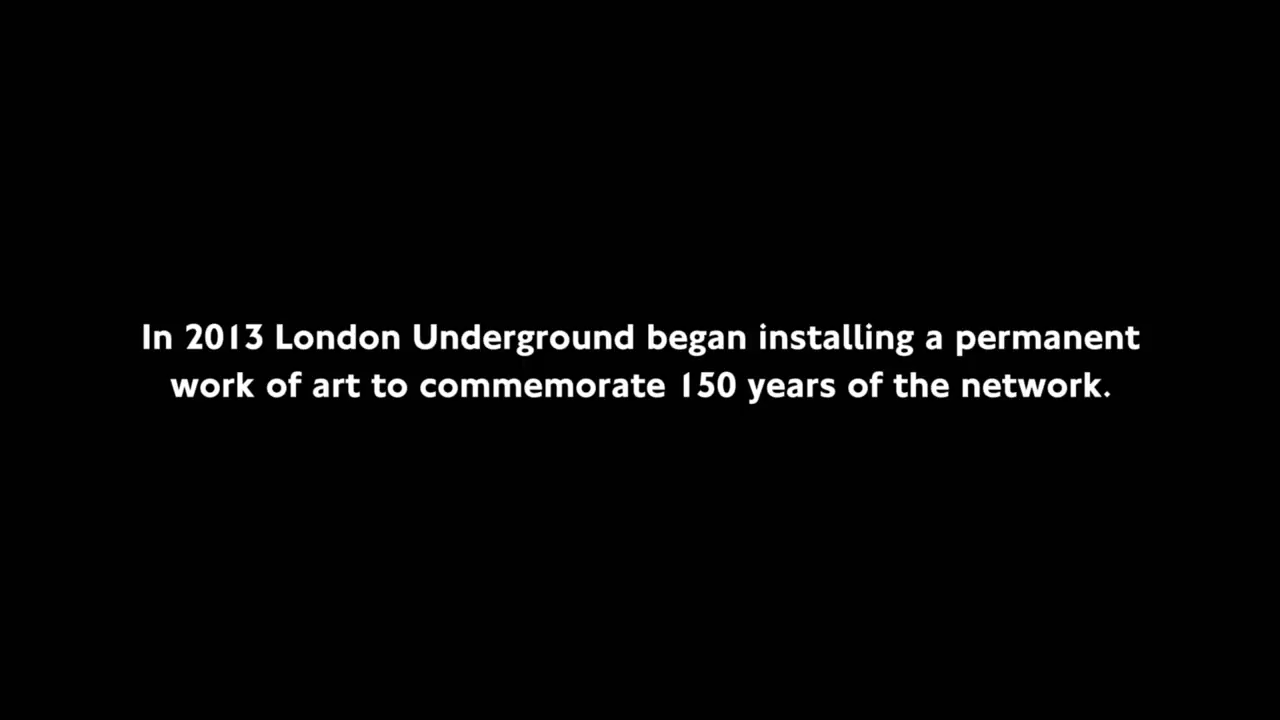 In 2013 London Underground began installing a permanent
work of art to commemorate 150 years of the network.